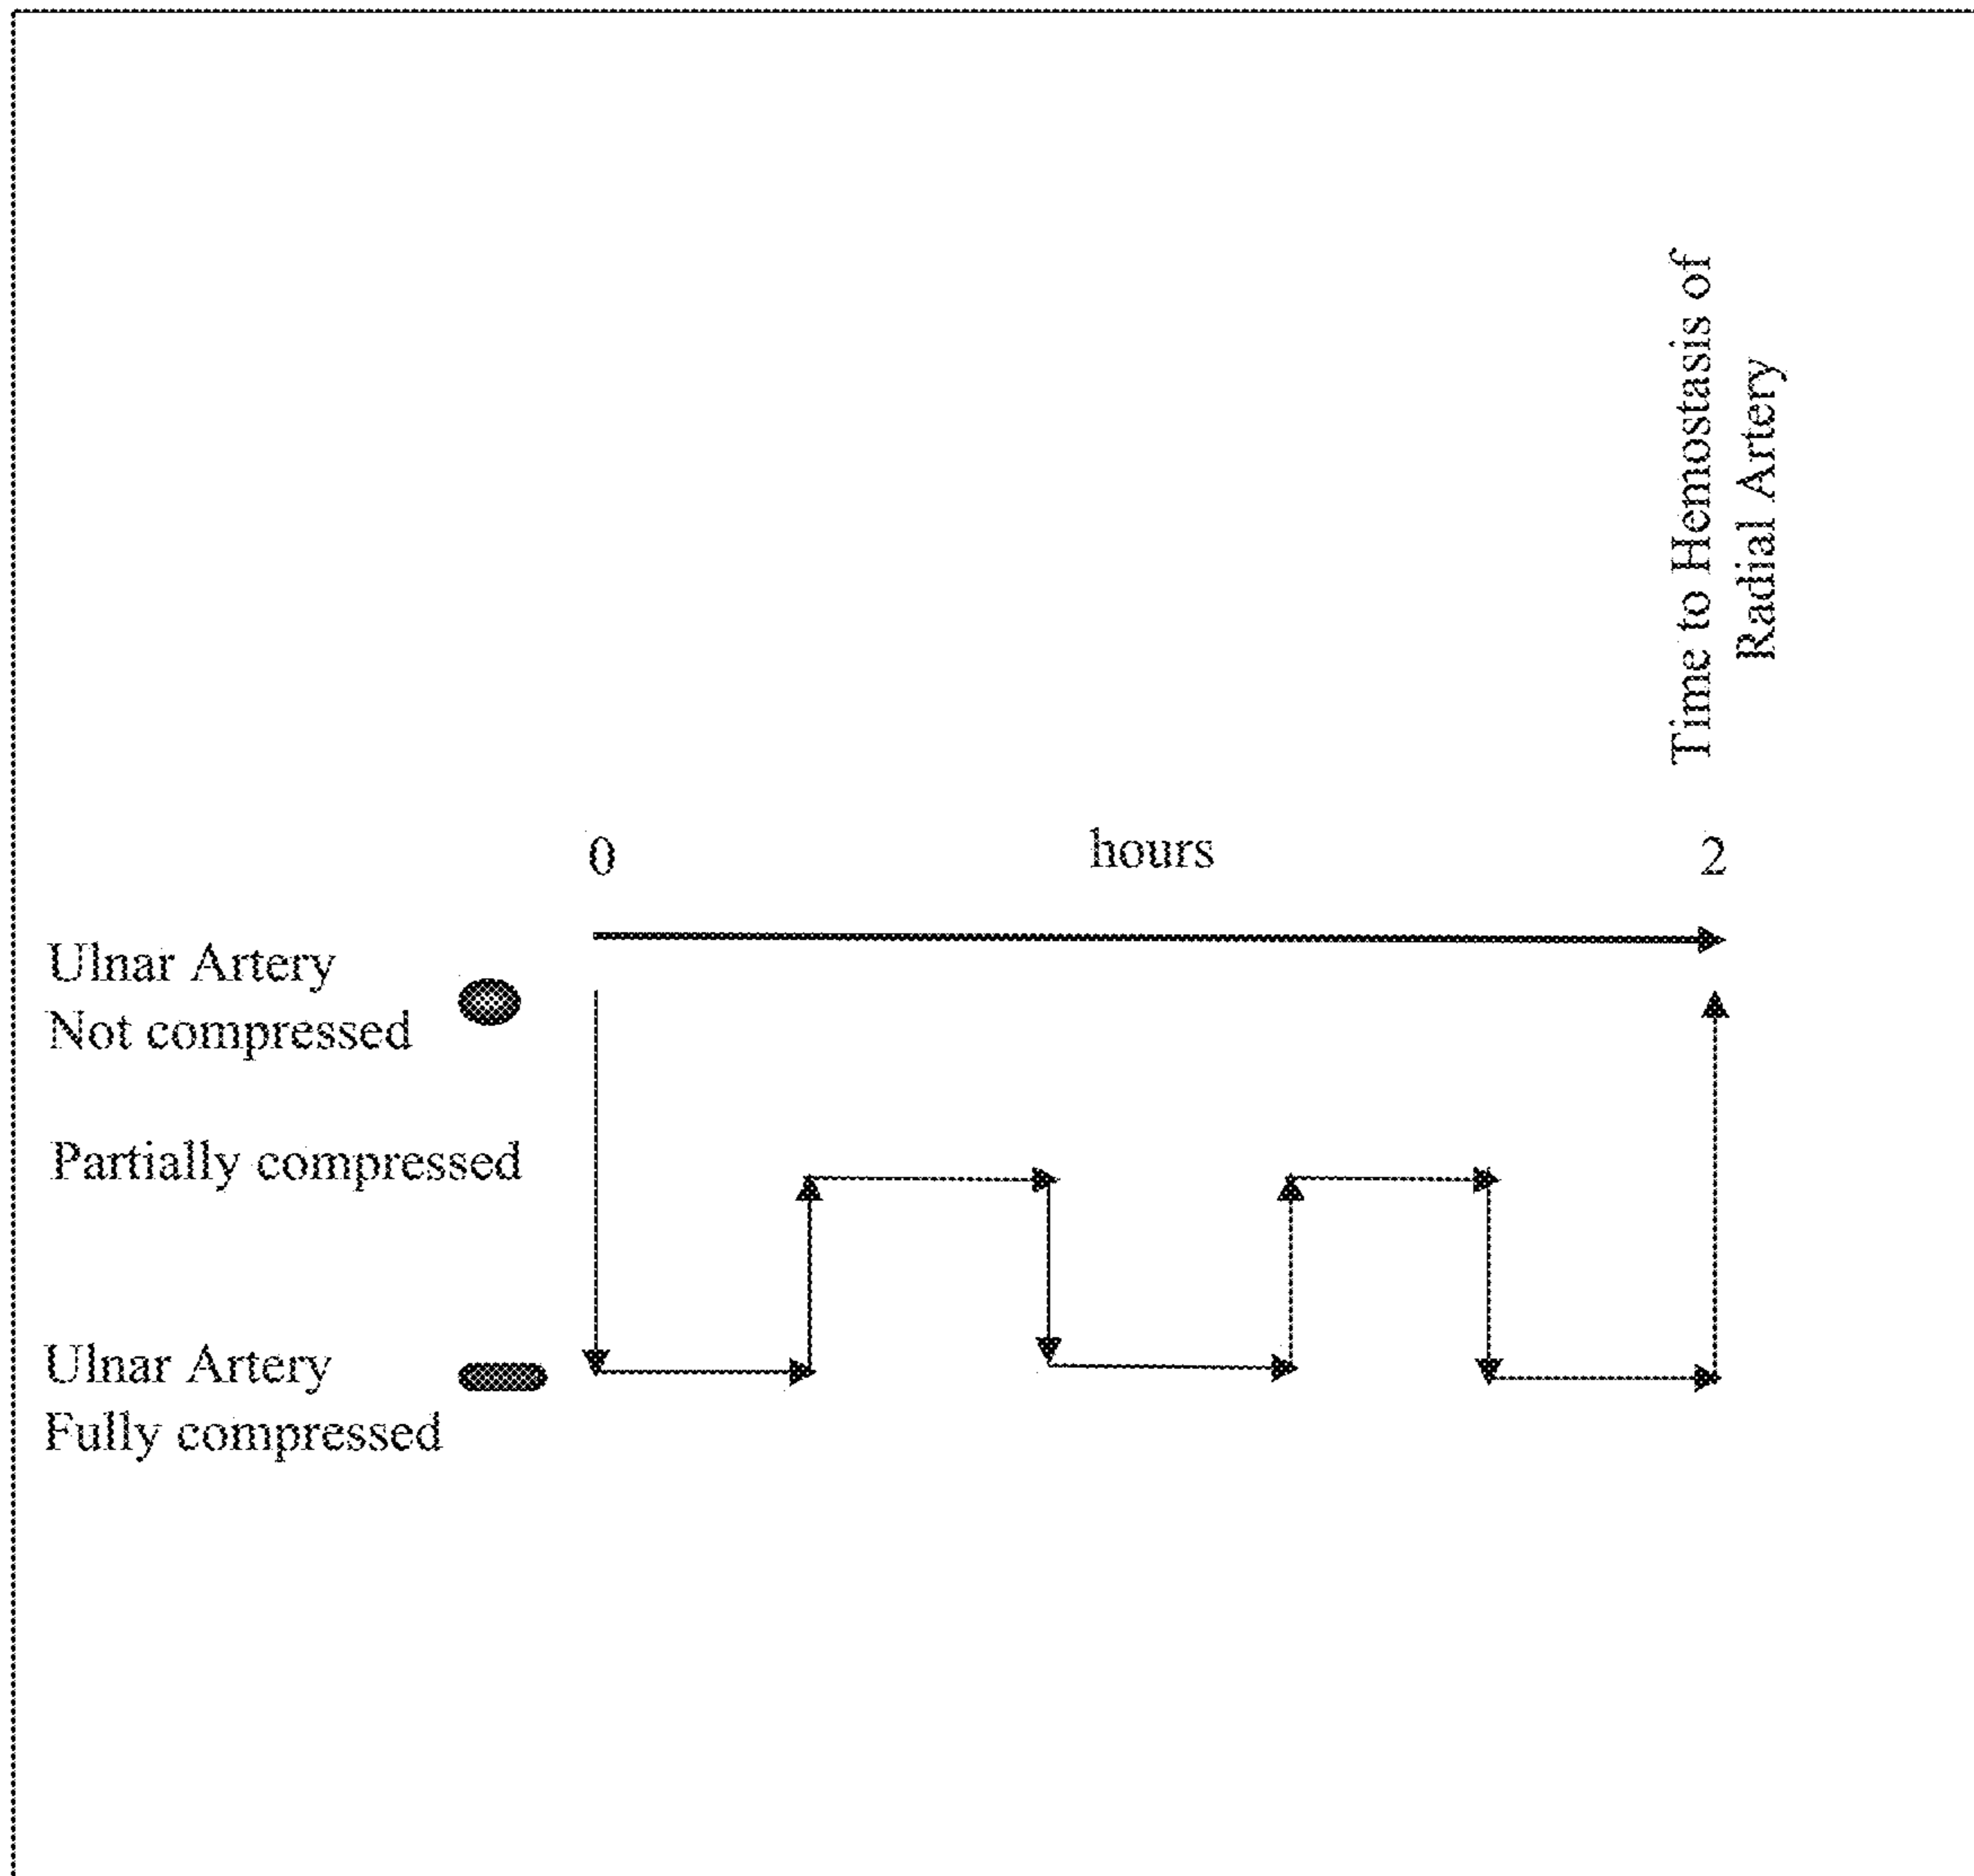 Time to Hemostasis of
Radial Artery
0 hours 2
Ulnar Artery
Not compressed
Partially compressed
Ulnar Artery
Fully compressed